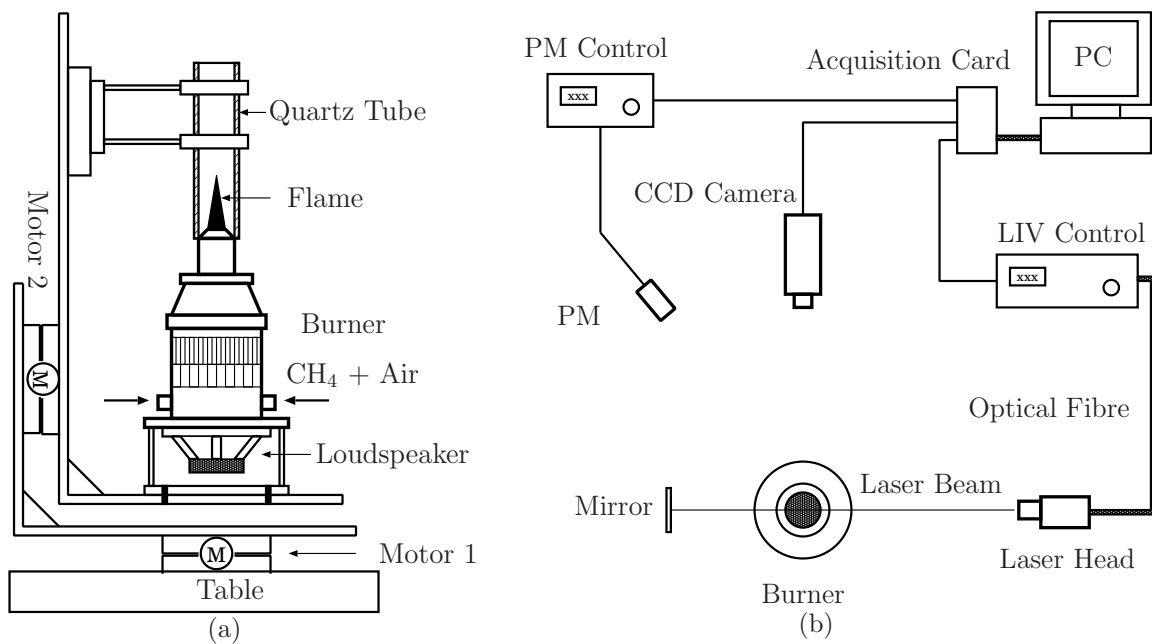 Quartz Tube
Flame
Motor 2
Burner
CH₄ + Air
M
Loudspeaker
Motor 1
M
Table
(a)
PM Control
xxx
Acquisition Card
PC
CCD Camera
LIV Control
xxx
PM
Optical Fibre
Laser Beam
Mirror
Laser Head
Burner
(b)